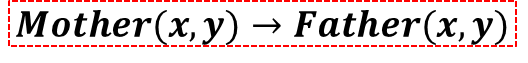 Mother(x,y) → Father(x,y)